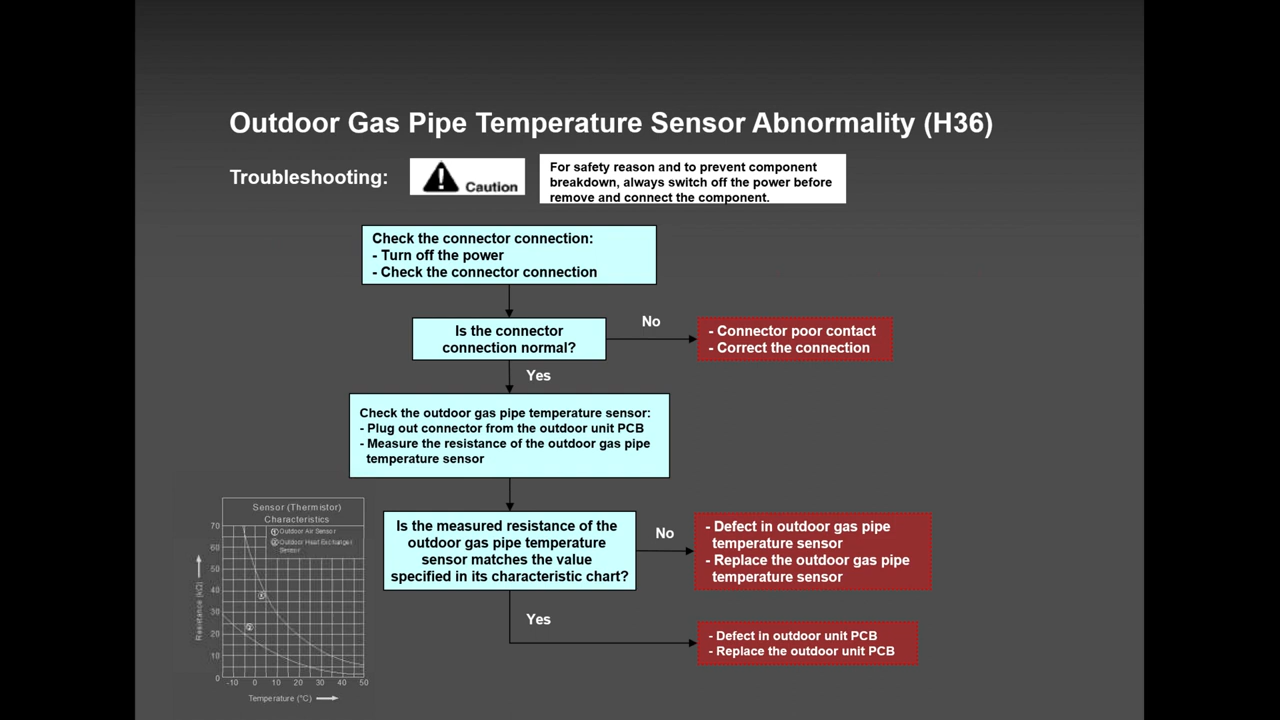 Outdoor Gas Pipe Temperature Sensor Abnormality (H36)
Troubleshooting:
Caution
For safety reason and to prevent component
breakdown, always switch off the power before
remove and connect the component.
Check the connector connection:
- Turn off the power
- Check the connector connection
Is the connector
connection normal?
No
- Connector poor contact
- Correct the connection
Yes
Check the outdoor gas pipe temperature sensor:
- Plug out connector from the outdoor unit PCB
- Measure the resistance of the outdoor gas pipe
temperature sensor
Is the measured resistance of the
outdoor gas pipe temperature
sensor matches the value
specified in its characteristic chart?
No
- Defect in outdoor gas pipe
temperature sensor
- Replace the outdoor gas pipe
temperature sensor
Yes
- Defect in outdoor unit PCB
- Replace the outdoor unit PCB
Sensor (Thermistor)
Characteristics
① Outdoor Air Sensor
② Outdoor Heat Exchanger
Sensor
Resistance (kΩ)
70
60
50
40
30
20
10
0
①
②
-10 0 10 20 30 40 50
Temperature (°C)